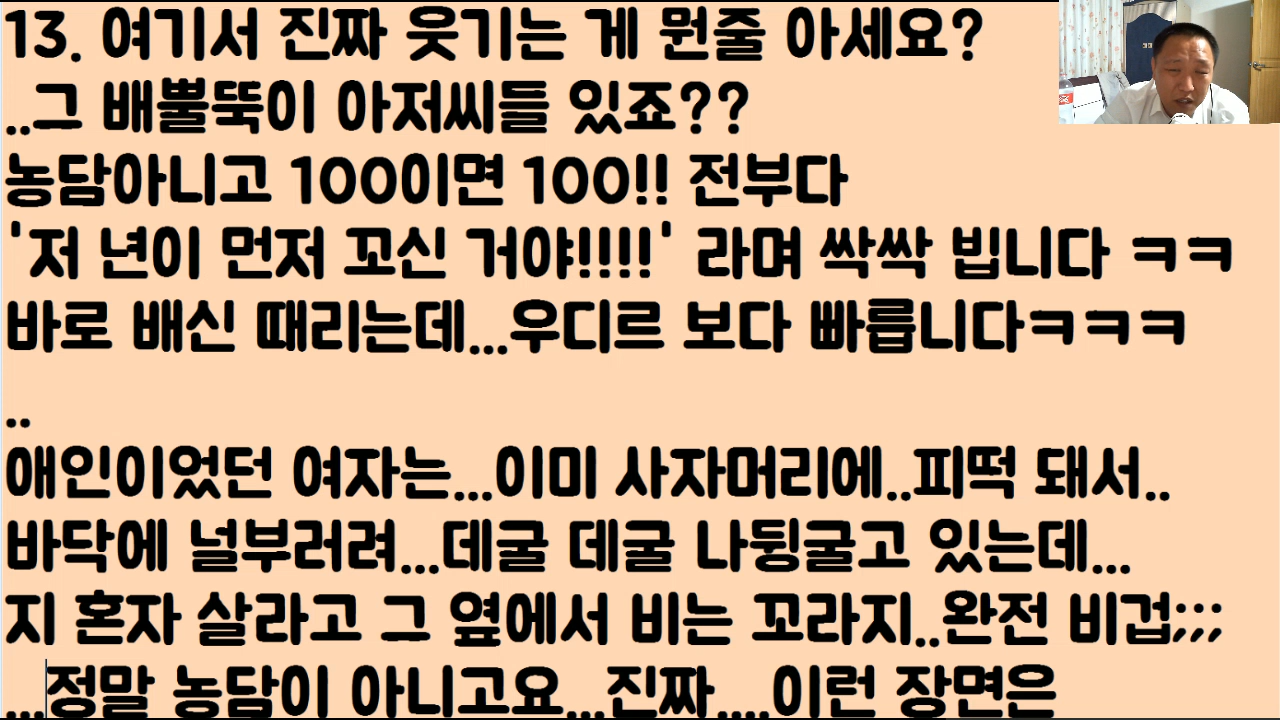 13. 여기서 진짜 웃기는 게 뭔줄 아세요?
..그 배뿔뚝이 아저씨들 있죠??
농담아니고 100이면 100!! 전부다
'저 년이 먼저 꼬신 거야!!!!' 라며 싹싹 빕니다 ㅋㅋ
바로 배신 때리는데...우디르 보다 빠릅니다ㅋㅋㅋ
..
애인이었던 여자는...이미 사자머리에..피떡 돼서..
바닥에 널부러려...데굴 데굴 나뒹굴고 있는데...
지 혼자 살라고 그 옆에서 비는 꼬라지..완전 비겁;;;
...정말 농담이 아니고요...진짜....이런 장면은